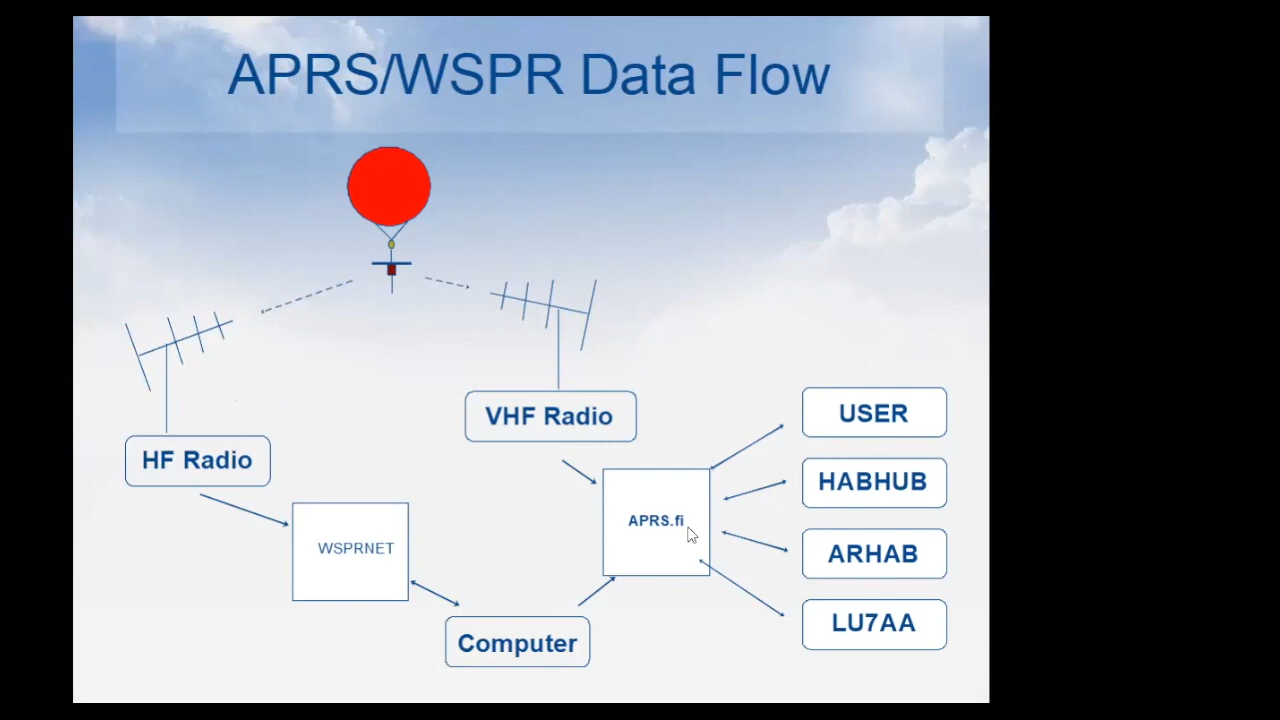 APRS/WSPR Data Flow
VHF Radio
USER
HF Radio
HABHUB
APRS.fi
WSPRNET
ARHAB
LU7AA
Computer